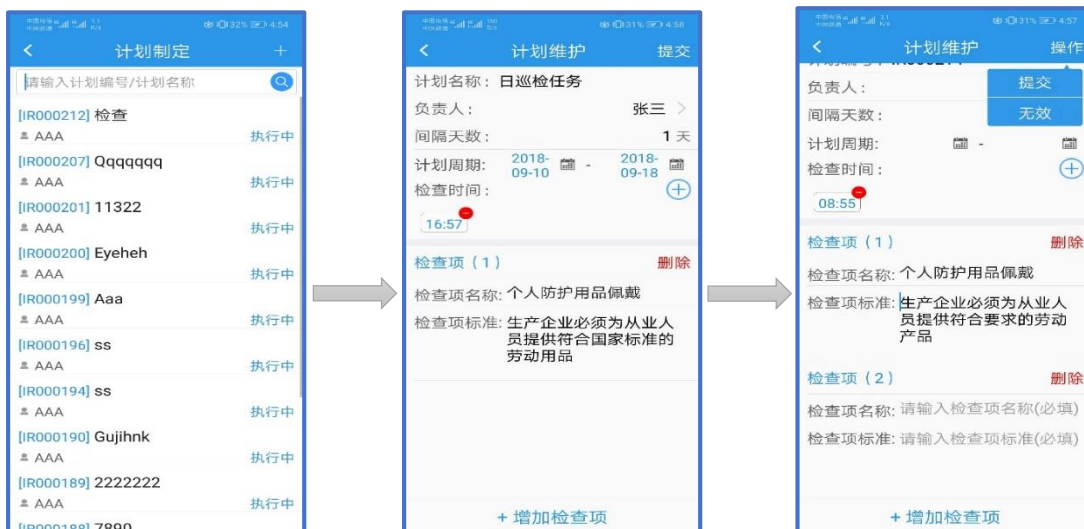 32% 4:54
计划制定 +
请输入计划编号/计划名称
[IR000212] 检查
AAA 执行中
[IR000207] Qqqqqqq
AAA 执行中
[IR000201] 11322
AAA 执行中
[IR000200] Eyeheh
AAA 执行中
[IR000199] Aaa
AAA 执行中
[IR000196] ss
AAA 执行中
[IR000194] ss
AAA 执行中
[IR000190] Gujihnk
AAA 执行中
[IR000189] 2222222
AAA 执行中
[IR000188] 7890
31% 4:58
计划维护 提交
计划名称: 日巡检任务
负责人: 张三
间隔天数: 1 天
计划周期: 2018-09-10 - 2018-09-18
检查时间:
16:57
检查项(1) 删除
检查项名称: 个人防护用品佩戴
检查项标准: 生产企业必须为从业人
员提供符合国家标准的
劳动用品
+ 增加检查项
31% 4:57
计划维护 操作
提交
无效
负责人:
间隔天数:
计划周期: -
检查时间:
08:55
检查项(1) 删除
检查项名称: 个人防护用品佩戴
检查项标准: 生产企业必须为从业人
员提供符合要求的劳动
产品
检查项(2) 删除
检查项名称: 请输入检查项名称(必填)
检查项标准: 请输入检查项标准(必填)
+ 增加检查项